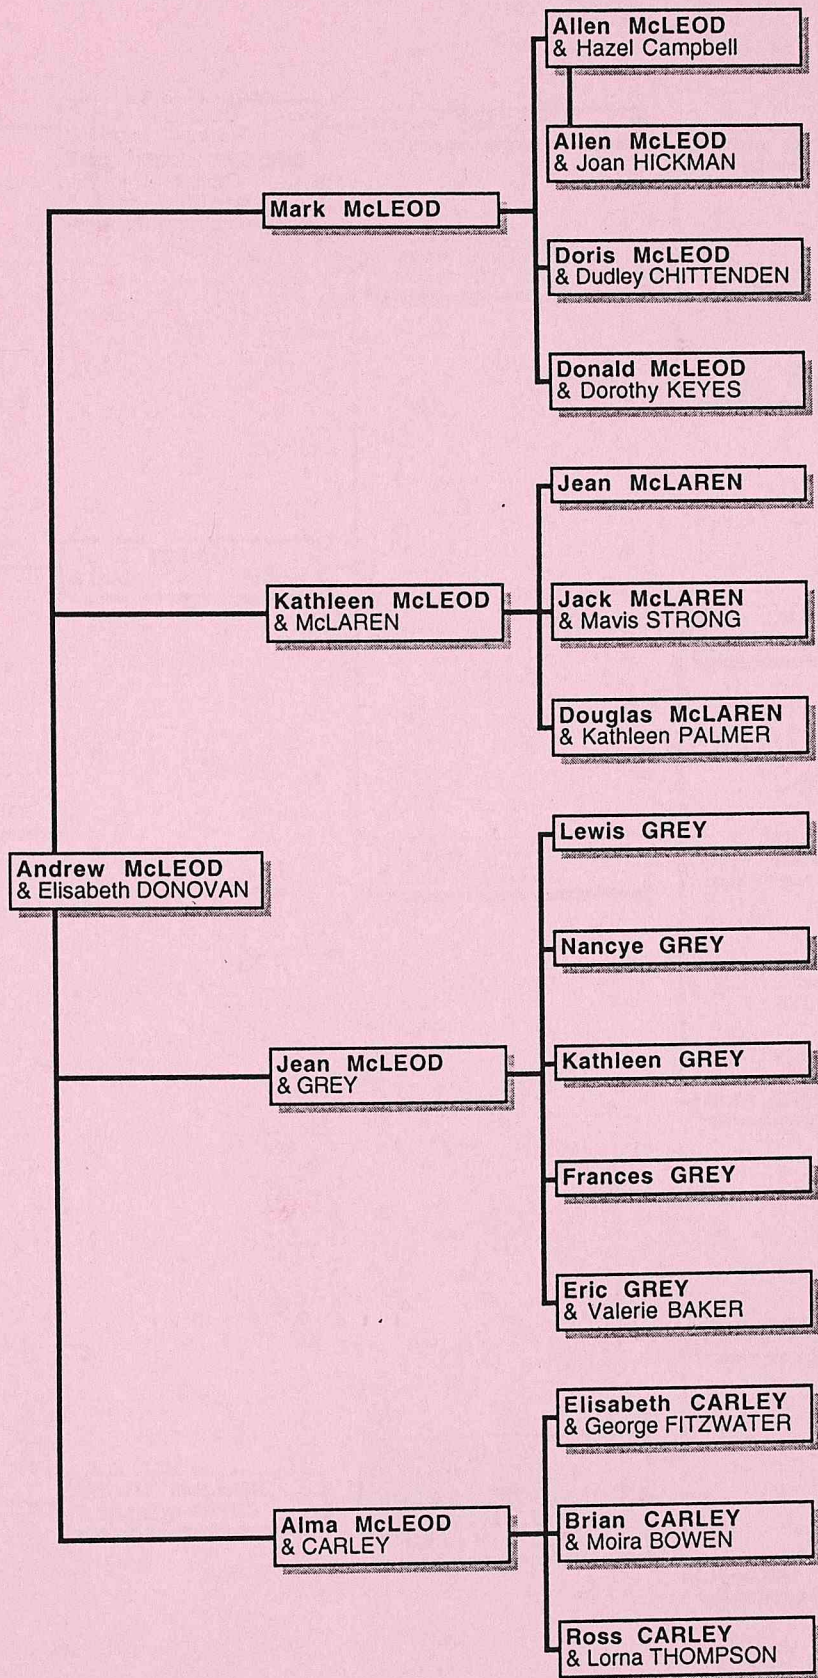 Allen McLEOD
& Hazel Campbell
Allen McLEOD
& Joan HICKMAN
Mark McLEOD
Doris McLEOD
& Dudley CHITTENDEN
Donald McLEOD
& Dorothy KEYES
Jean McLAREN
Kathleen McLEOD
& McLAREN
Jack McLAREN
& Mavis STRONG
Douglas McLAREN
& Kathleen PALMER
Lewis GREY
Andrew McLEOD
& Elisabeth DONOVAN
Nancye GREY
Jean McLEOD
& GREY
Kathleen GREY
Frances GREY
Eric GREY
& Valerie BAKER
Elisabeth CARLEY
& George FITZWATER
Alma McLEOD
& CARLEY
Brian CARLEY
& Moira BOWEN
Ross CARLEY
& Lorna THOMPSON